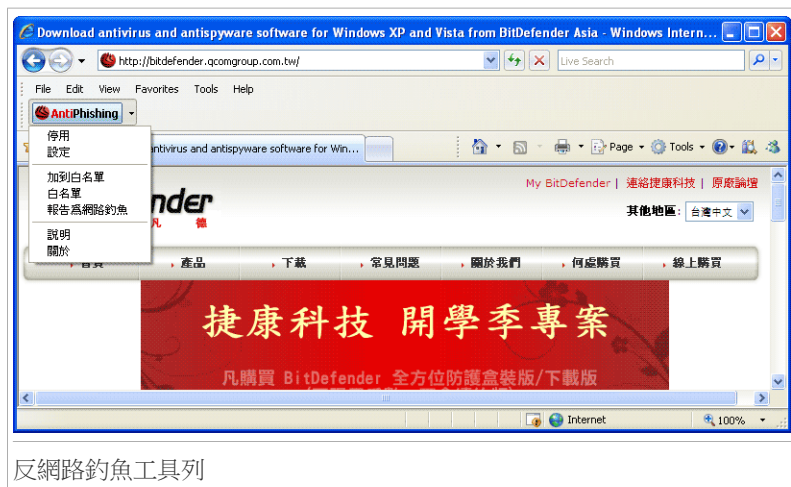 Download antivirus and antispyware software for Windows XP and Vista from BitDefender Asia - Windows Intern...
http://bitdefender.qcomgroup.com.tw/
Live Search
File Edit View Favorites Tools Help
AntiPhishing
停用
設定
加到白名單
白名單
報告為網路釣魚
說明
關於
ntivirus and antispyware software for Win...
Page Tools
My BitDefender | 連絡捷康科技 | 原廠論壇
nder
凡 德
其他地區: 台灣中文
首頁 產品 下載 常見問題 關於我們 何處購買 線上購買
捷康科技 開學季專案
凡購買 BitDefender 全方位防護盒裝版/下載版
Internet 100%
反網路釣魚工具列